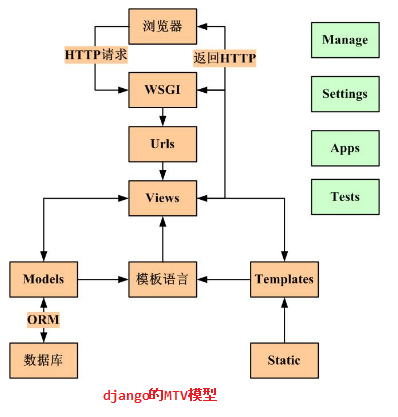 浏览器
Manage
HTTP请求
返回HTTP
WSGI
Settings
Urls
Apps
Views
Tests
Models
模板语言
Templates
ORM
数据库
Static
django的MTV模型